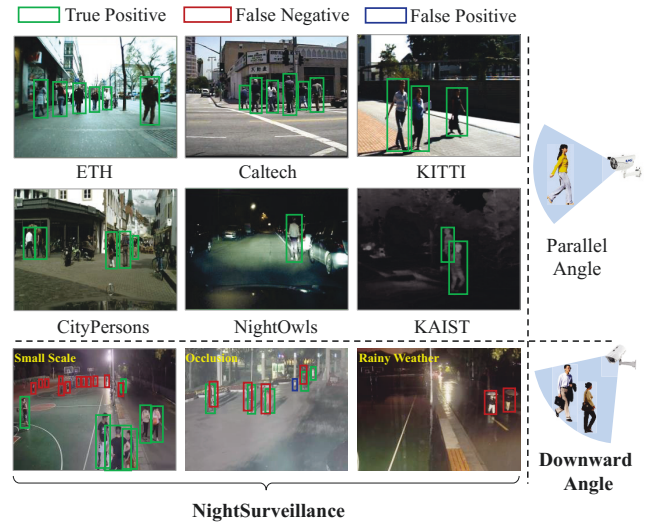 True Positive False Negative False Positive
ETH Caltech KITTI
Parallel
Angle
CityPersons NightOwls KAIST
Small Scale Occlution Rainy Weather
Downward
Angle
NightSurveillance